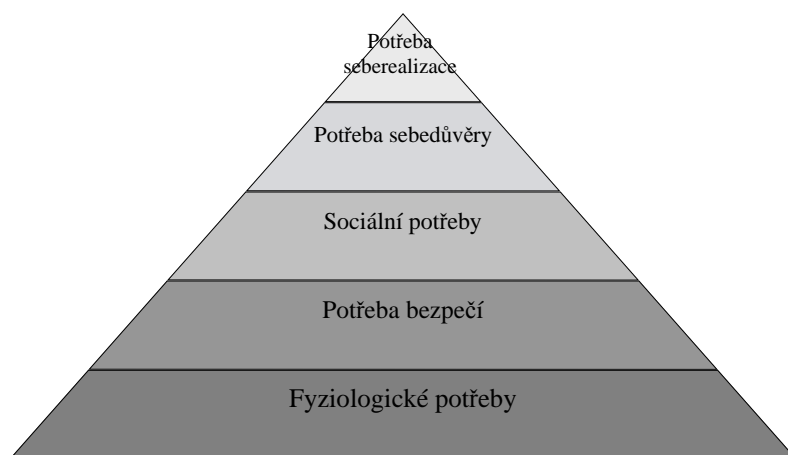 Potřeba
seberealizace
Potřeba sebedůvěry
Sociální potřeby
Potřeba bezpečí
Fyziologické potřeby